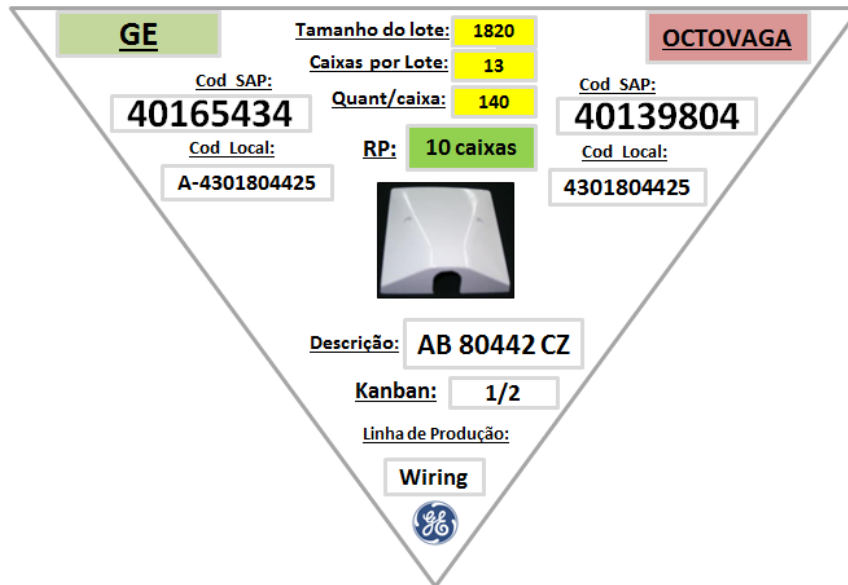 GE
Tamanho do lote: 1820
OCTOVAGA
Caixas por Lote: 13
Quant/caixa: 140
Cod SAP:
40165434
Cod SAP:
40139804
RP: 10 caixas
Cod Local:
A-4301804425
Cod Local:
4301804425
Descrição: AB 80442 CZ
Kanban: 1/2
Linha de Produção:
Wiring
GE